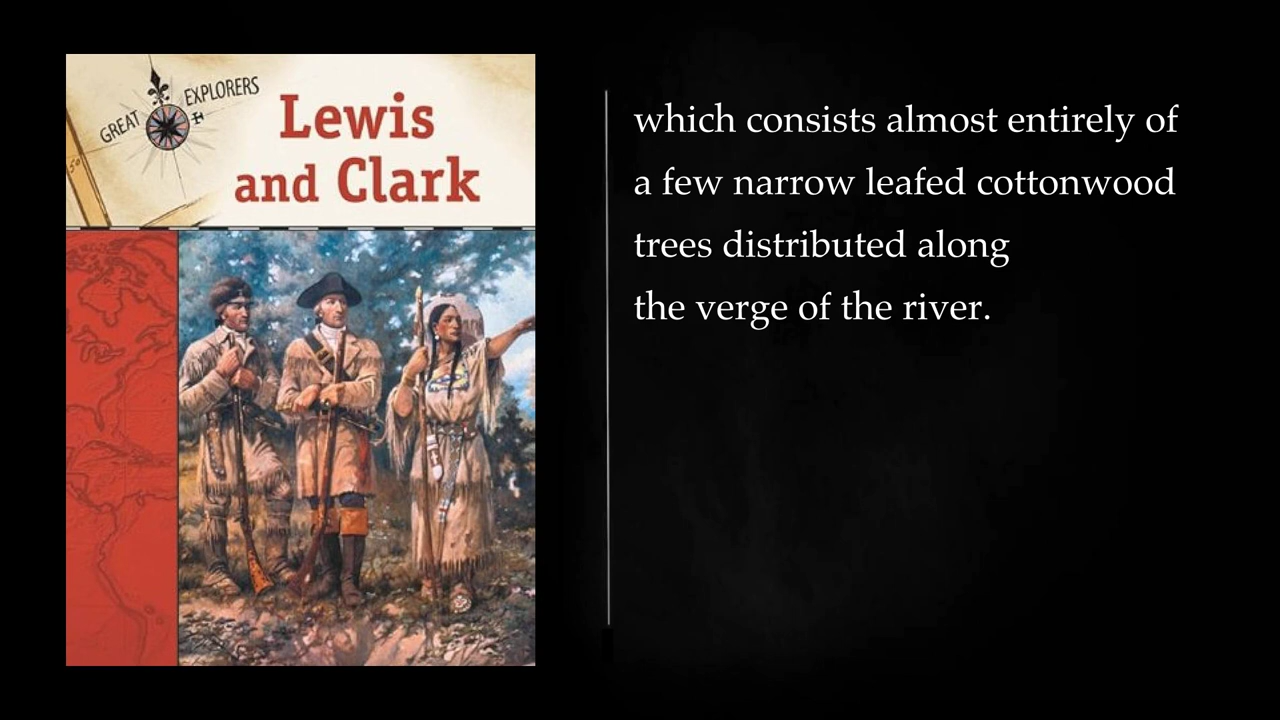 GREAT EXPLORERS
Lewis
and Clark
50
which consists almost entirely of
a few narrow leafed cottonwood
trees distributed along
the verge of the river.